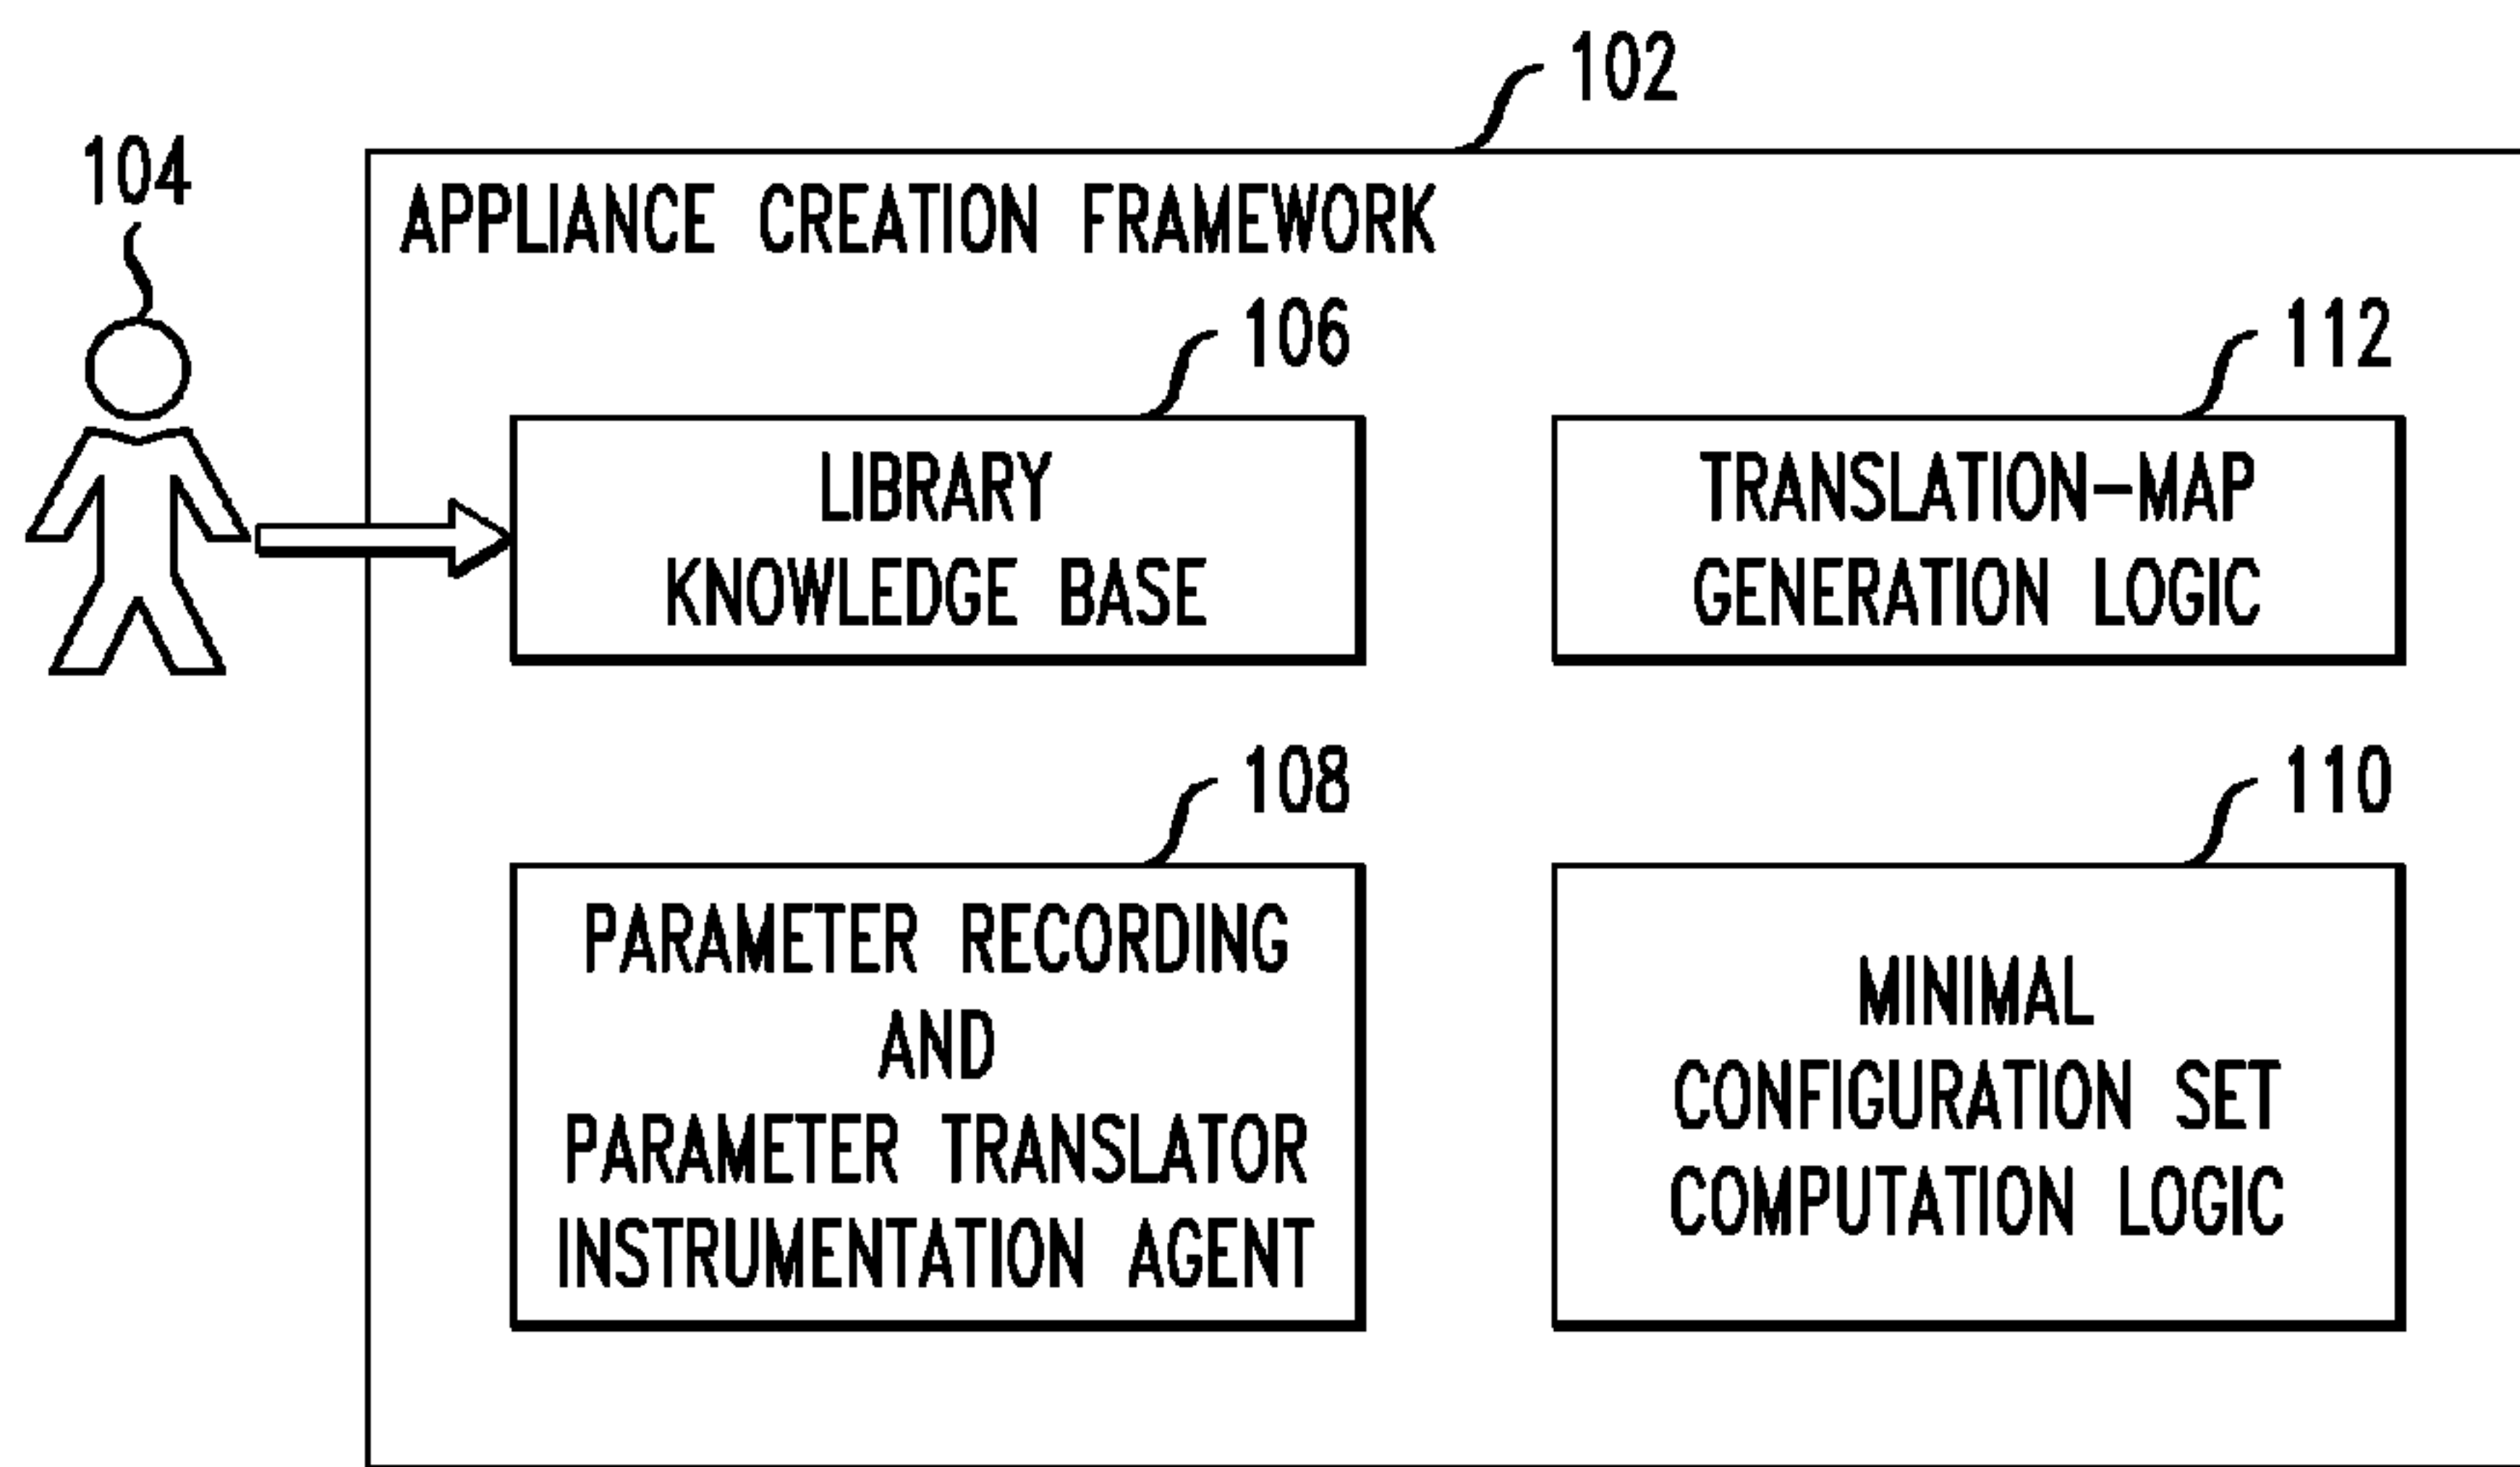 102
104
APPLIANCE CREATION FRAMEWORK
106
112
LIBRARY
KNOWLEDGE BASE
TRANSLATION-MAP
GENERATION LOGIC
108
110
PARAMETER RECORDING
AND
PARAMETER TRANSLATOR
INSTRUMENTATION AGENT
MINIMAL
CONFIGURATION SET
COMPUTATION LOGIC